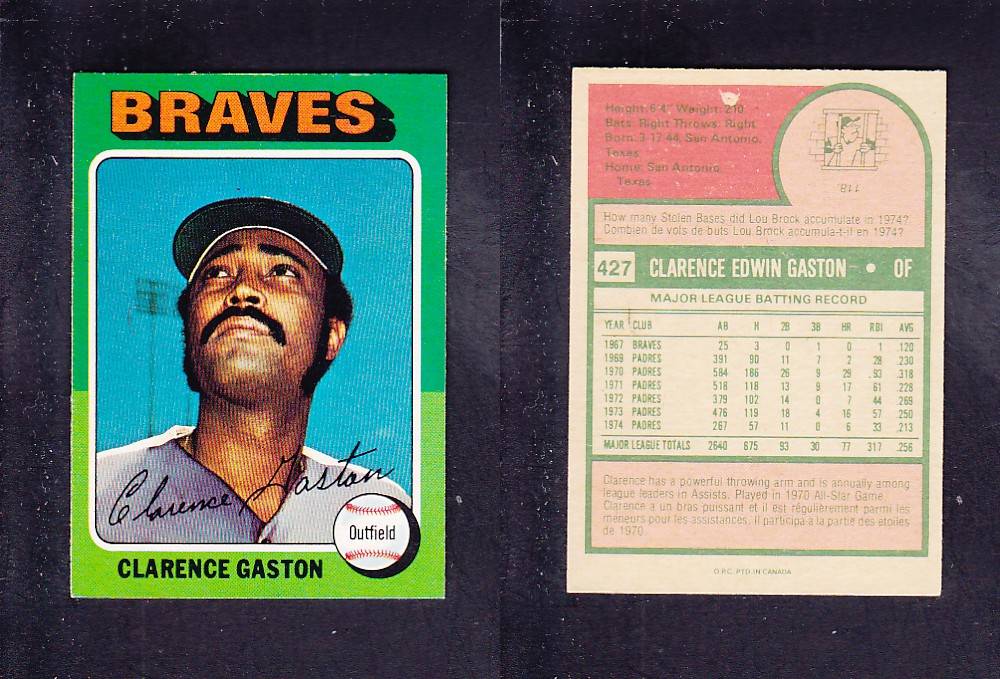 BRAVES
Clarence Gaston
Outfield
CLARENCE GASTON
Height: 6'4" Weight: 210
Bats: Right Throws: Right
Born: 3-17-44, San Antonio,
Texas
Home: San Antonio,
Texas
118.
How many Stolen Bases did Lou Brock accumulate in 1974?
Combien de vols de buts Lou Brock accumula-t-il en 1974?
427 CLARENCE EDWIN GASTON • OF
MAJOR LEAGUE BATTING RECORD
YEAR CLUB AB H 2B 3B HR RBI AVG
1967 BRAVES 25 3 0 1 0 1 .120
1969 PADRES 391 90 11 7 2 28 .230
1970 PADRES 584 186 26 9 29 .93 .318
1971 PADRES 518 118 13 9 17 61 .228
1972 PADRES 379 102 14 0 7 44 .269
1973 PADRES 476 119 18 4 16 57 .250
1974 PADRES 267 57 11 0 6 33 .213
MAJOR LEAGUE TOTALS 2640 675 93 30 77 317 .256
Clarence has a powerful throwing arm and is annually among
league leaders in Assists. Played in 1970 All-Star Game.
Clarence a un bras puissant et il est régulièrement parmi les
meneurs pour les assistances. Il participa à la partie des étoiles
de 1970.
O.P.C. PTD. IN CANADA